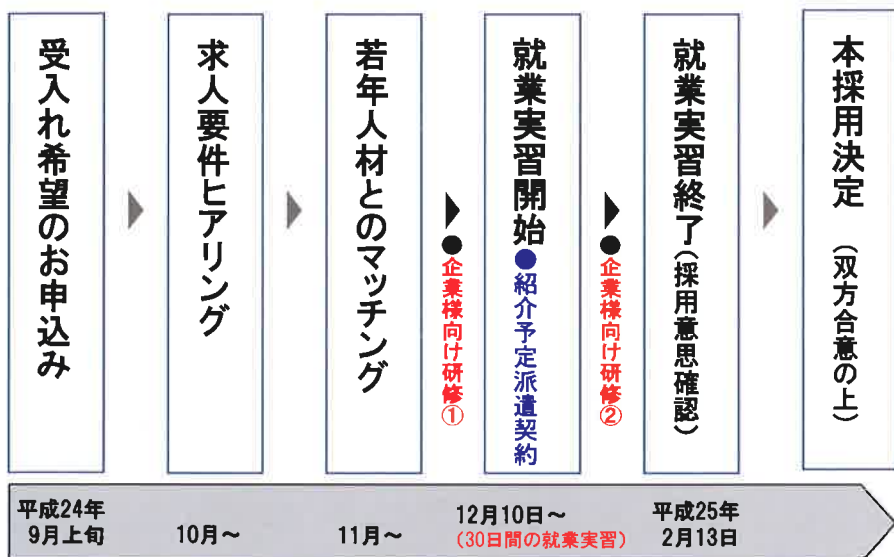 受入れ希望のお申込み
求人要件ヒアリング
若年人材とのマッチング
●企業様向け研修①
就業実習開始
●紹介予定派遣契約
●企業様向け研修②
就業実習終了(採用意思確認)
本採用決定 (双方合意の上)
平成24年
9月上旬
10月～
11月～
12月10日～
(30日間の就業実習)
平成25年
2月13日